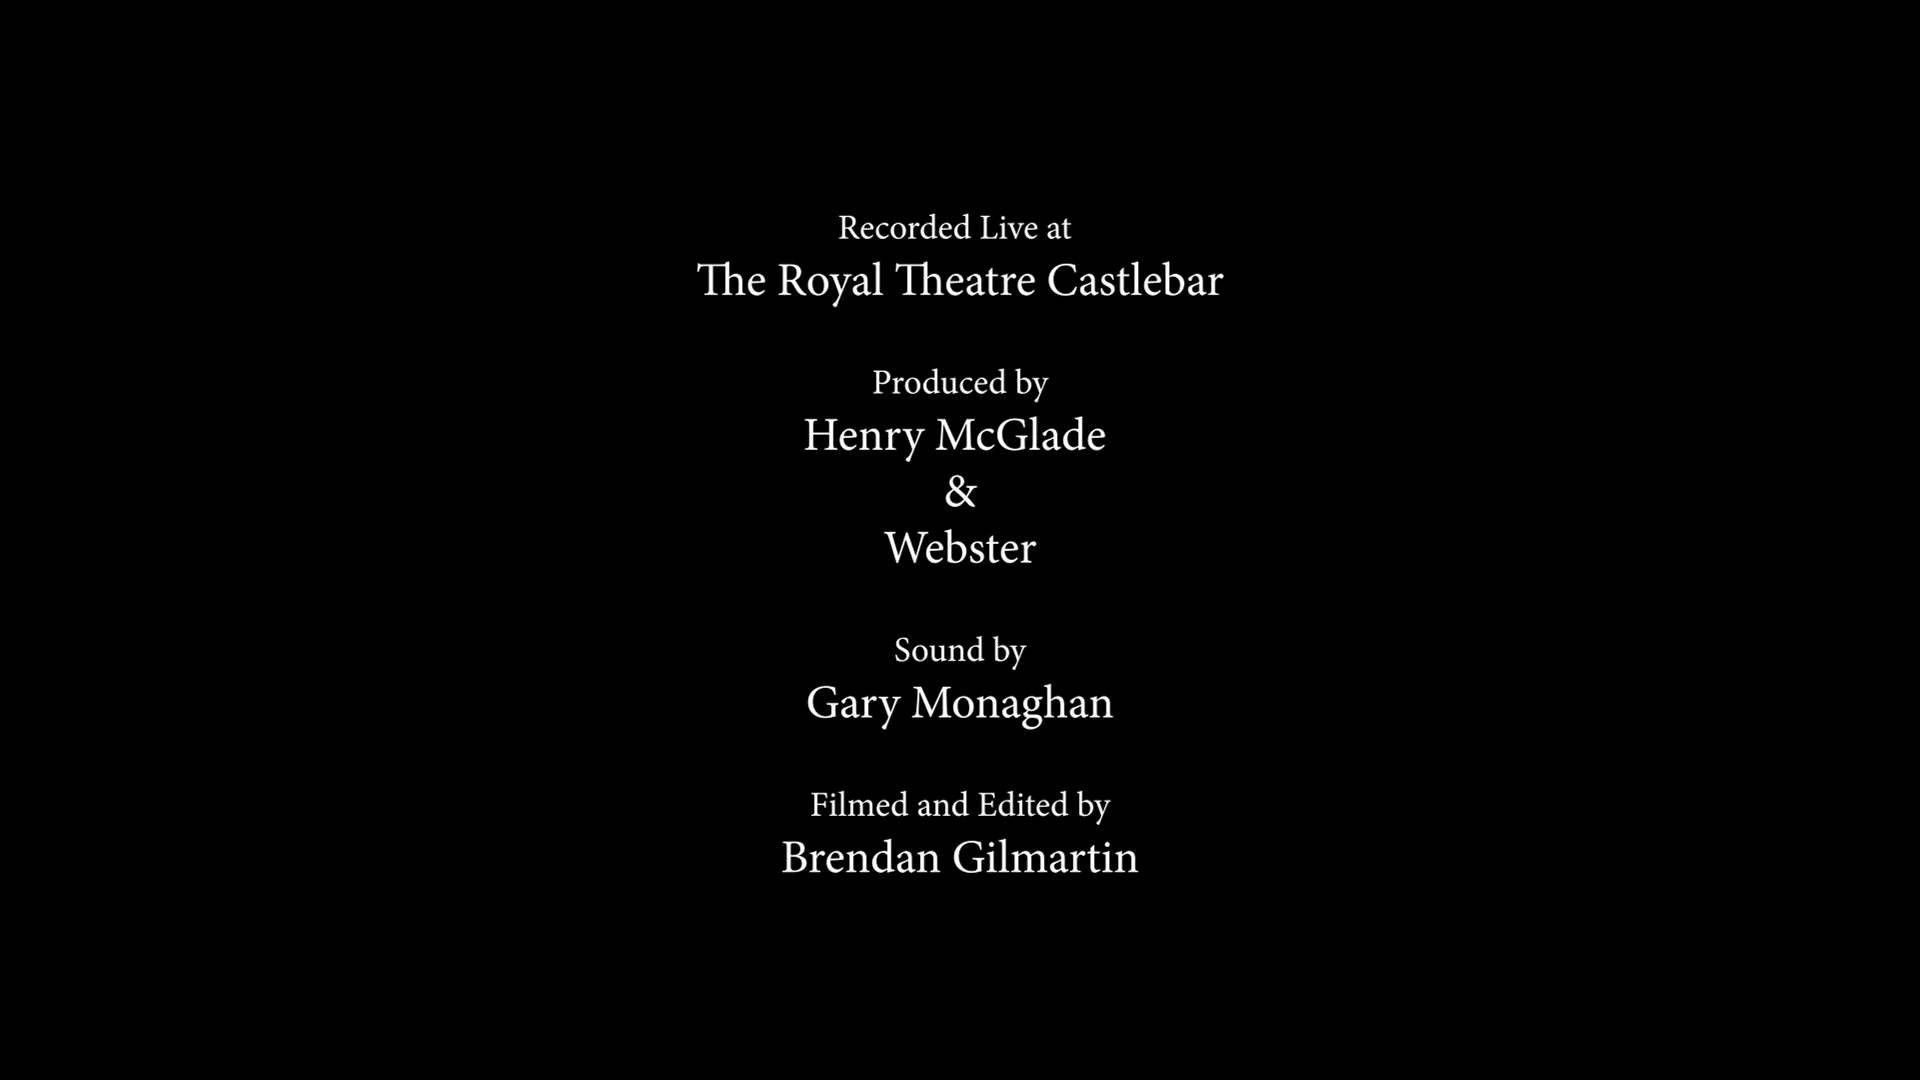 Recorded Live at
The Royal Theatre Castlebar
Produced by
Henry McGlade
&
Webster
Sound by
Gary Monaghan
Filmed and Edited by
Brendan Gilmartin